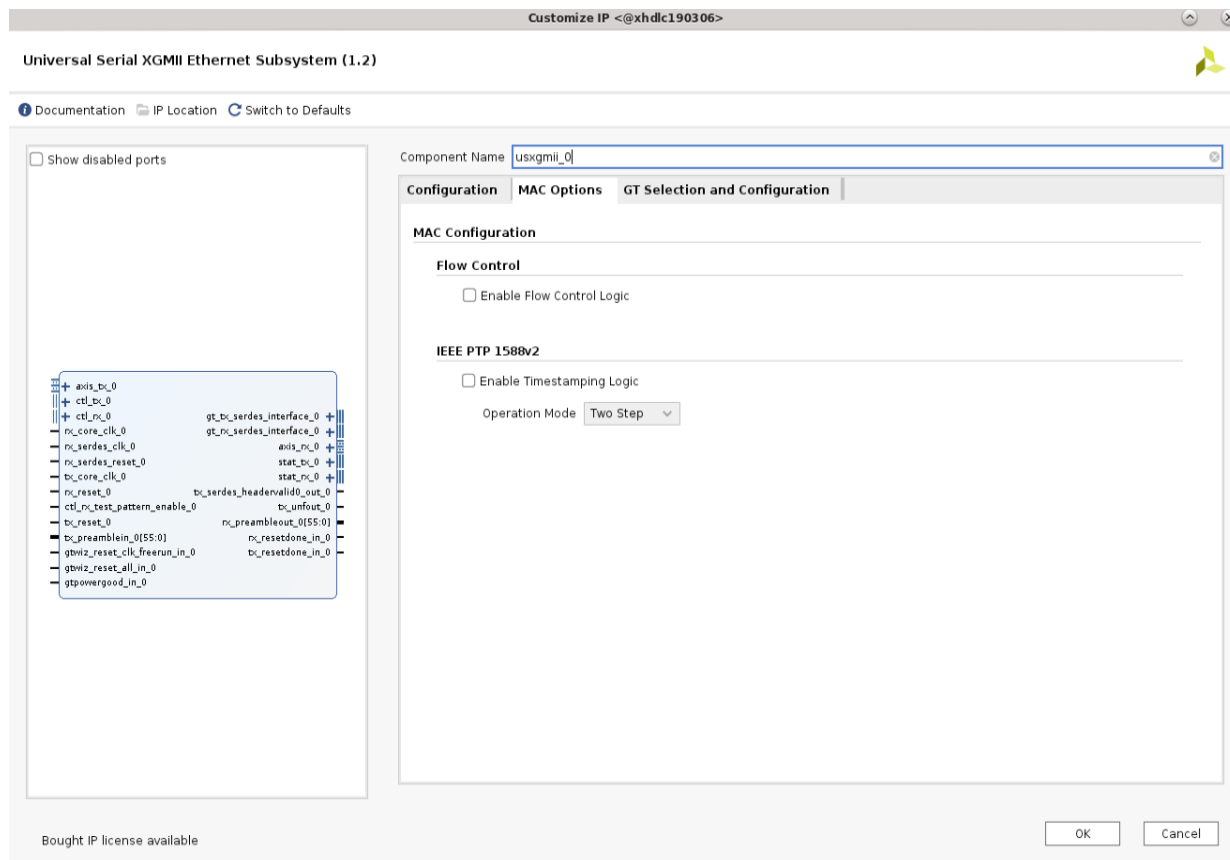 Customize IP <@xhdlc190306>
Universal Serial XGMII Ethernet Subsystem (1.2)
Documentation IP Location Switch to Defaults
Show disabled ports
axis_tx_0
ctl_tx_0
ctl_rx_0
rx_core_clk_0
rx_serdes_clk_0
rx_serdes_reset_0
tx_core_clk_0
rx_reset_0
ctl_rx_test_pattern_enable_0
tx_reset_0
tx_preamblein_0[55:0]
gtwiz_reset_clk_freerun_in_0
gtwiz_reset_all_in_0
gtpowergood_in_0
gt_tx_serdes_interface_0
gt_rx_serdes_interface_0
axis_rx_0
stat_tx_0
stat_rx_0
tx_serdes_headervalid0_out_0
tx_unfout_0
rx_preambleout_0[55:0]
rx_resetdone_in_0
tx_resetdone_in_0
Component Name usxgmii_0
Configuration MAC Options GT Selection and Configuration
MAC Configuration
Flow Control
Enable Flow Control Logic
IEEE PTP 1588v2
Enable Timestamping Logic
Operation Mode Two Step
Bought IP license available
OK Cancel